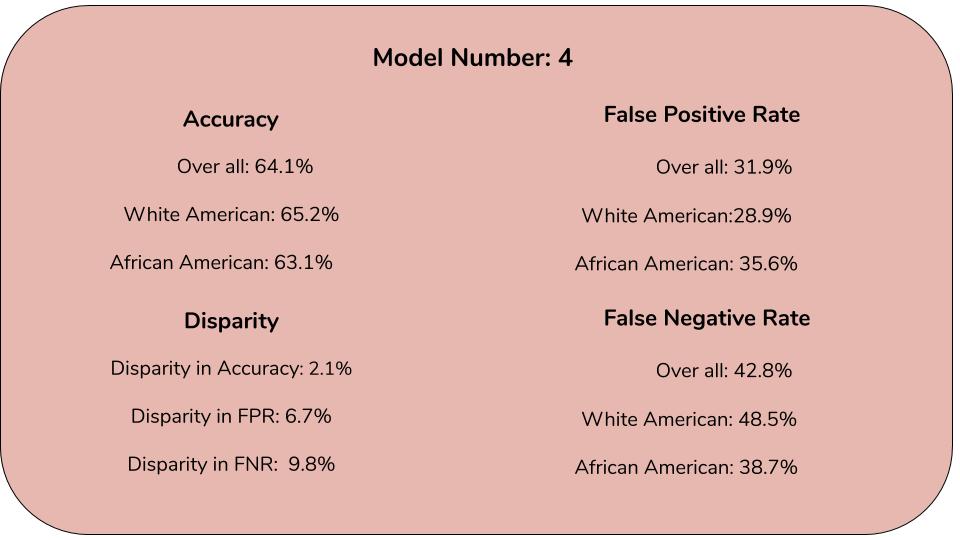 Model Number: 4
Accuracy
Over all: 64.1%
White American: 65.2%
African American: 63.1%
False Positive Rate
Over all: 31.9%
White American:28.9%
African American: 35.6%
Disparity
Disparity in Accuracy: 2.1%
Disparity in FPR: 6.7%
Disparity in FNR:  9.8%
False Negative Rate
Over all: 42.8%
White American: 48.5%
African American: 38.7%